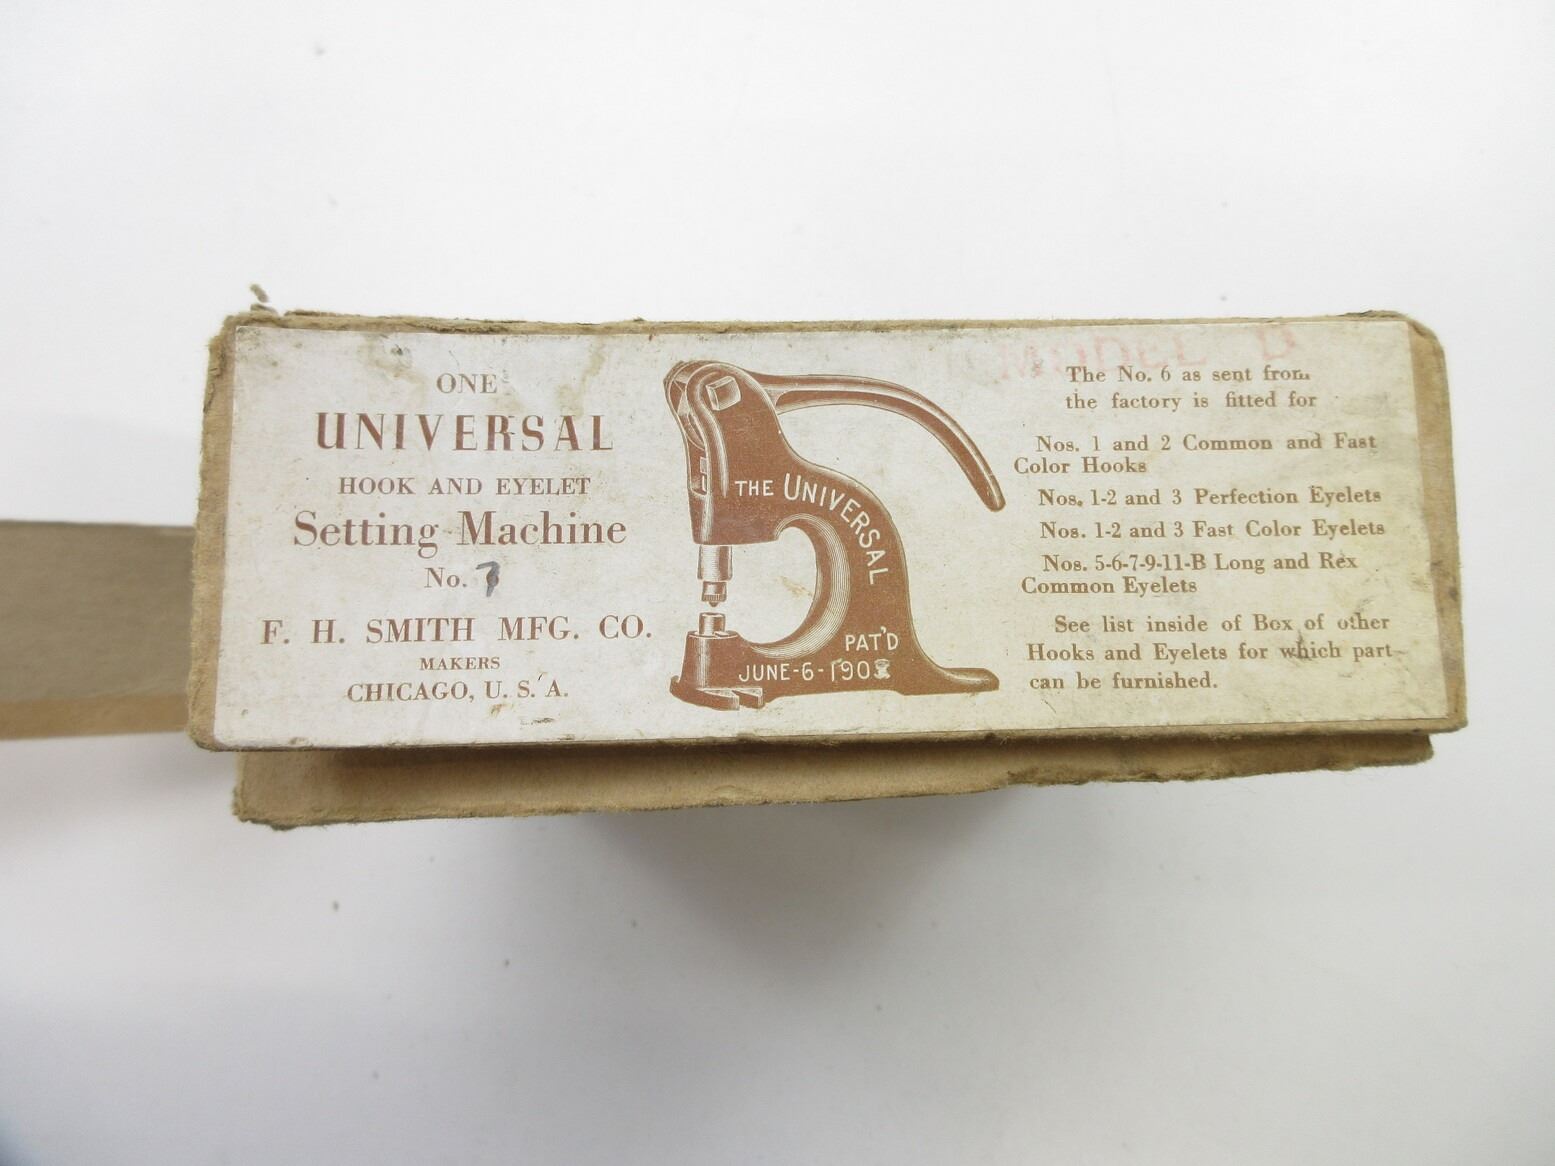 ONE
UNIVERSAL
HOOK AND EYELET
Setting Machine
No. 7
F. H. SMITH MFG. CO.
MAKERS
CHICAGO, U. S. A.
THE UNIVERSAL
PAT'D
JUNE-6-190
MODEL D
The No. 6 as sent from
the factory is fitted for
Nos. 1 and 2 Common and Fast
Color Hooks
Nos. 1-2 and 3 Perfection Eyelets
Nos. 1-2 and 3 Fast Color Eyelets
Nos. 5-6-7-9-11-B Long and Rex
Common Eyelets
See list inside of Box of other
Hooks and Eyelets for which part-
can be furnished.